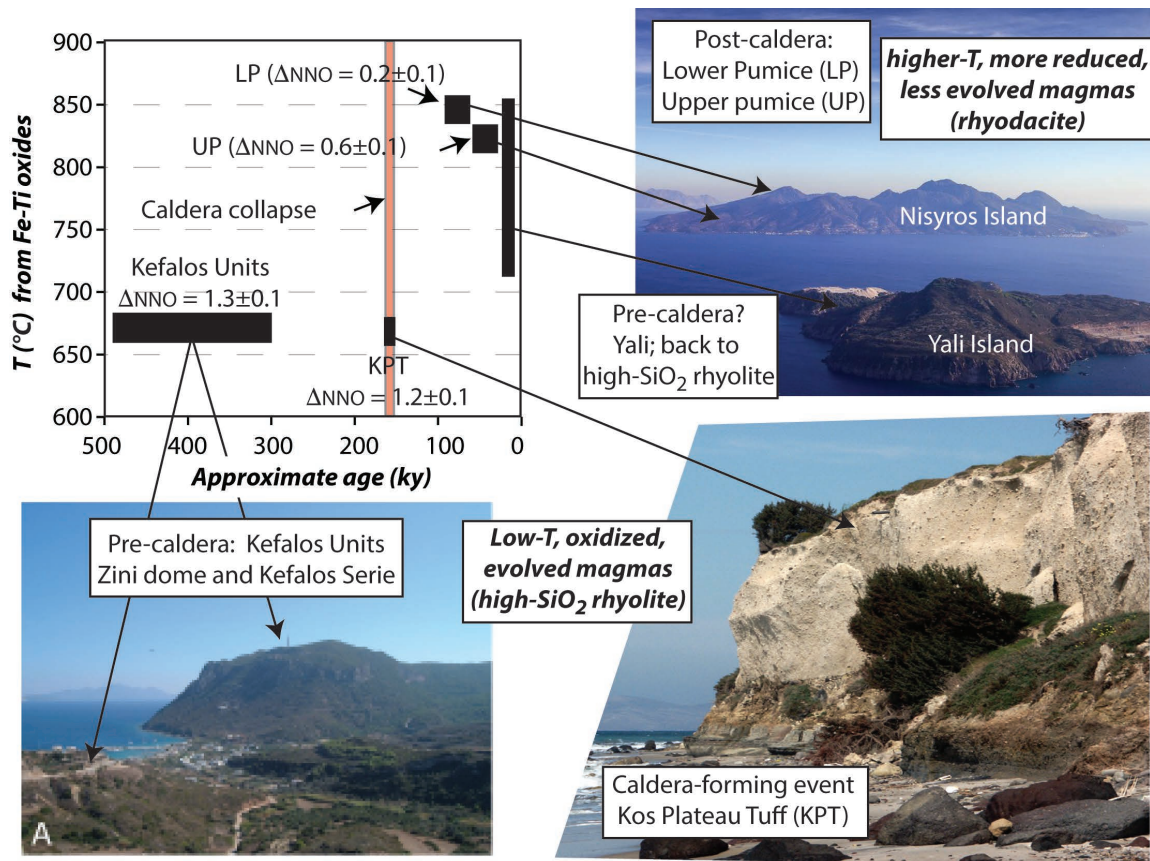 900
850
800
750
700
650
600
T (°C) from Fe-Ti oxides
LP (ΔNNO = 0.2±0.1)
UP (ΔNNO = 0.6±0.1)
Caldera collapse
Kefalos Units
ΔNNO = 1.3±0.1
KPT
ΔNNO = 1.2±0.1
500 400 300 200 100 0
Approximate age (ky)
Post-caldera:
Lower Pumice (LP)
Upper pumice (UP)
higher-T, more reduced,
less evolved magmas
(rhyodacite)
Nisyros Island
Pre-caldera?
Yali; back to
high-SiO₂ rhyolite
Yali Island
Pre-caldera: Kefalos Units
Zini dome and Kefalos Serie
Low-T, oxidized,
evolved magmas
(high-SiO₂ rhyolite)
A
Caldera-forming event
Kos Plateau Tuff (KPT)